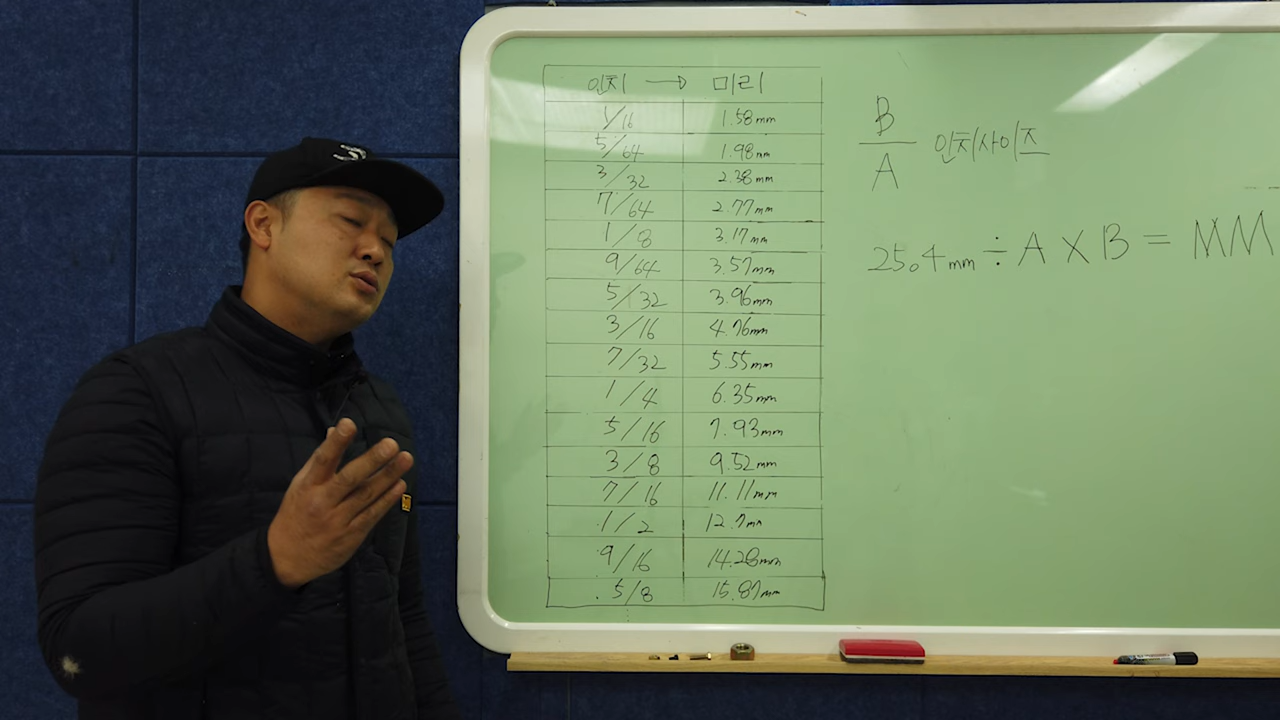 인치 → 미리
1/16 1.58mm
5/64 1.98mm
3/32 2.38mm
7/64 2.77mm
1/8 3.17mm
9/64 3.57mm
5/32 3.96mm
3/16 4.76mm
7/32 5.55mm
1/4 6.35mm
5/16 7.93mm
3/8 9.52mm
7/16 11.11mm
1/2 12.7mm
9/16 14.28mm
5/8 15.87mm
B
A
인치사이즈
25.4mm ÷ A X B = MM